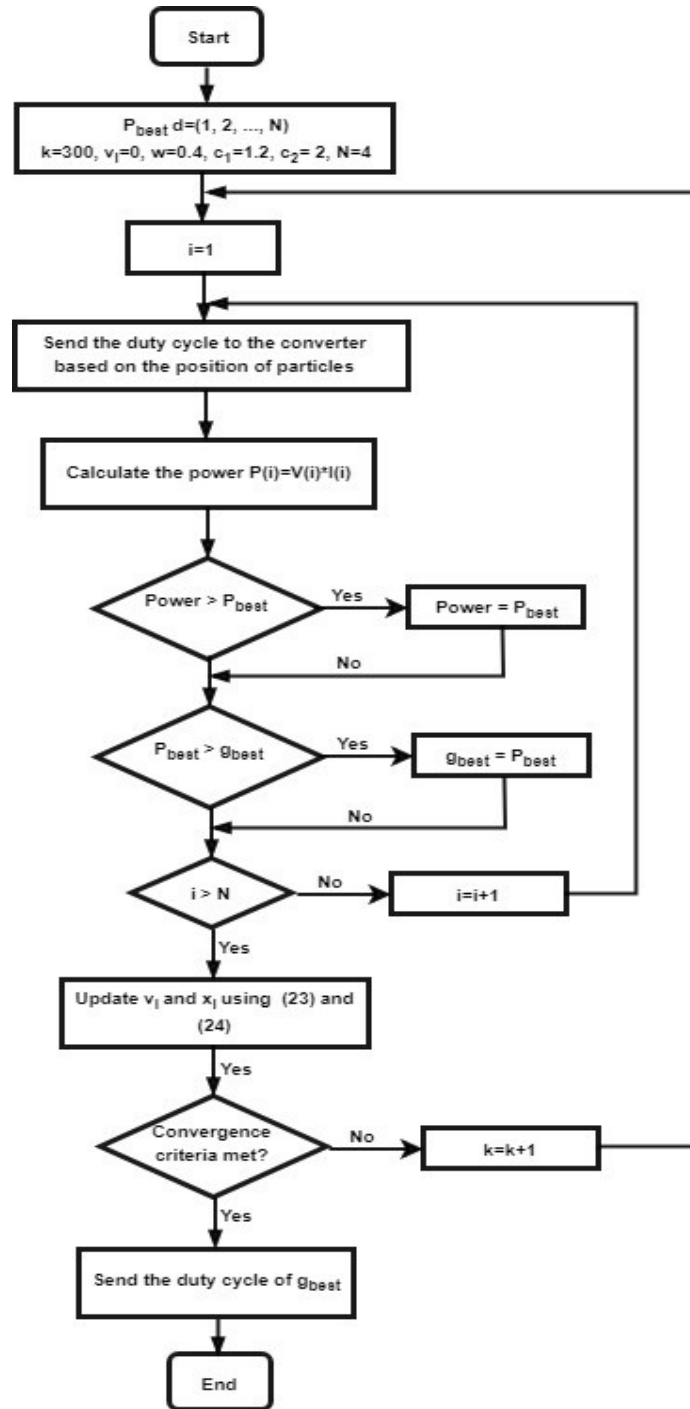 Start
P_best d=(1, 2, ..., N)
k=300, v_l=0, w=0.4, c_1=1.2, c_2= 2, N=4
i=1
Send the duty cycle to the converter
based on the position of particles
Calculate the power P(i)=V(i)*I(i)
Power > P_best
Yes
Power = P_best
No
P_best > g_best
Yes
g_best = P_best
No
i > N
No
i=i+1
Yes
Update v_l and x_l using (23) and
(24)
Yes
Convergence
criteria met?
No
k=k+1
Yes
Send the duty cycle of g_best
End